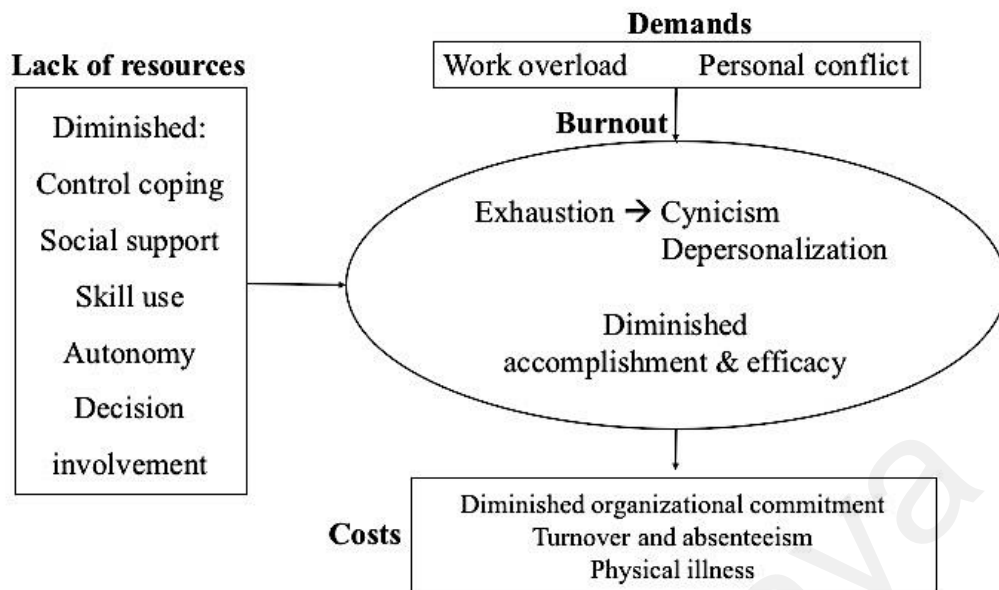 Demands
Work overload Personal conflict
Lack of resources
Diminished:
Control coping
Social support
Skill use
Autonomy
Decision
involvement
Burnout
Exhaustion → Cynicism
Depersonalization
Diminished
accomplishment & efficacy
Costs
Diminished organizational commitment
Turnover and absenteeism
Physical illness